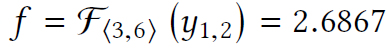 f = ℱ⟨3,6⟩ (y1,2) = 2.6867